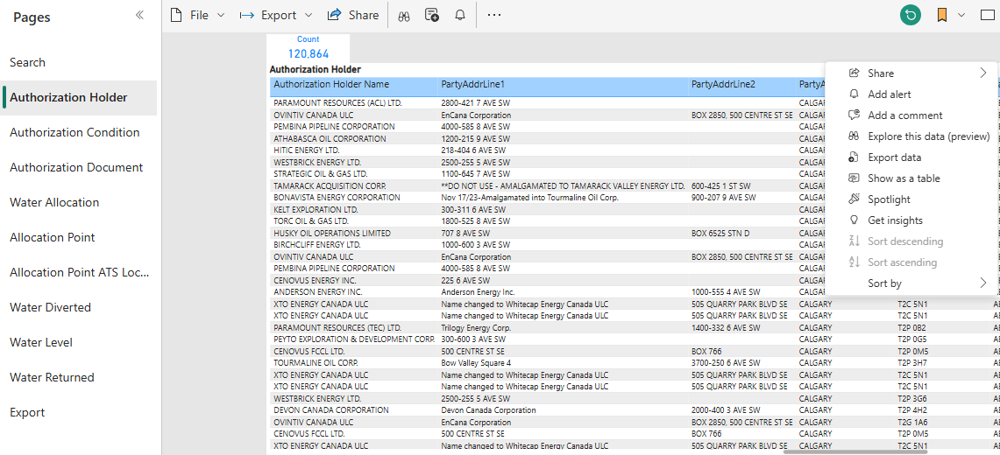 Pages
File Export Share
Search
Authorization Holder
Authorization Condition
Authorization Document
Water Allocation
Allocation Point
Allocation Point ATS Loc...
Water Diverted
Water Level
Water Returned
Export
Count
120,864
Authorization Holder
Authorization Holder Name PartyAddrLine1 PartyAddrLine2
PARAMOUNT RESOURCES (ACL) LTD. 2800-421 7 AVE SW
OVINTIV CANADA ULC EnCana Corporation BOX 2850, 500 CENTRE ST SE
PEMBINA PIPELINE CORPORATION 4000-585 8 AVE SW
ATHABASCA OIL CORPORATION 1200-215 9 AVE SW
HITIC ENERGY LTD. 218-404 6 AVE SW
WESTBRICK ENERGY LTD. 2500-255 5 AVE SW
STRATEGIC OIL & GAS LTD. 1100-645 7 AVE SW
TAMARACK ACQUISITION CORP. **DO NOT USE - AMALGAMATED TO TAMARACK VALLEY ENERGY LTD. 600-425 1 ST SW
BONAVISTA ENERGY CORPORATION Nov 17/23-Amalgamated into Tourmaline Oil Corp. 900-207 9 AVE SW
KELT EXPLORATION LTD. 300-311 6 AVE SW
TORC OIL & GAS LTD. 1800-525 8 AVE SW
HUSKY OIL OPERATIONS LIMITED 707 8 AVE SW BOX 6525 STN D
BIRCHCLIFF ENERGY LTD. 1000-600 3 AVE SW
OVINTIV CANADA ULC EnCana Corporation BOX 2850, 500 CENTRE ST SE
PEMBINA PIPELINE CORPORATION 4000-585 8 AVE SW
CENOVUS ENERGY INC. 225 6 AVE SW
ANDERSON ENERGY INC. Anderson Energy Inc. 1000-555 4 AVE SW
XTO ENERGY CANADA ULC Name changed to Whitecap Energy Canada ULC 505 QUARRY PARK BLVD SE CALGARY T2C 5N1
XTO ENERGY CANADA ULC Name changed to Whitecap Energy Canada ULC 505 QUARRY PARK BLVD SE CALGARY T2C 5N1
PARAMOUNT RESOURCES (TEC) LTD. Trilogy Energy Corp. 1400-332 6 AVE SW CALGARY T2P 0B2
PEYTO EXPLORATION & DEVELOPMENT CORP. 300-600 3 AVE SW CALGARY T2P 0G5
CENOVUS FCCL LTD. 500 CENTRE ST SE BOX 766 CALGARY T2P 0M5
TOURMALINE OIL CORP. Bow Valley Square 4 3700-250 6 AVE SW CALGARY T2P 3H7
XTO ENERGY CANADA ULC Name changed to Whitecap Energy Canada ULC 505 QUARRY PARK BLVD SE CALGARY T2C 5N1
XTO ENERGY CANADA ULC Name changed to Whitecap Energy Canada ULC 505 QUARRY PARK BLVD SE CALGARY T2C 5N1
WESTBRICK ENERGY LTD. 2500-255 5 AVE SW CALGARY T2P 3G6
DEVON CANADA CORPORATION Devon Canada Corporation 2000-400 3 AVE SW CALGARY T2P 4H2
OVINTIV CANADA ULC EnCana Corporation BOX 2850, 500 CENTRE ST SE CALGARY T2G 1A6
CENOVUS FCCL LTD. 500 CENTRE ST SE BOX 766 CALGARY T2P 0M5
XTO ENERGY CANADA ULC Name changed to Whitecap Energy Canada ULC 505 QUARRY PARK BLVD SE CALGARY T2C 5N1
Share
Add alert
Add a comment
Explore this data (preview)
Export data
Show as a table
Spotlight
Get insights
Sort descending
Sort ascending
Sort by